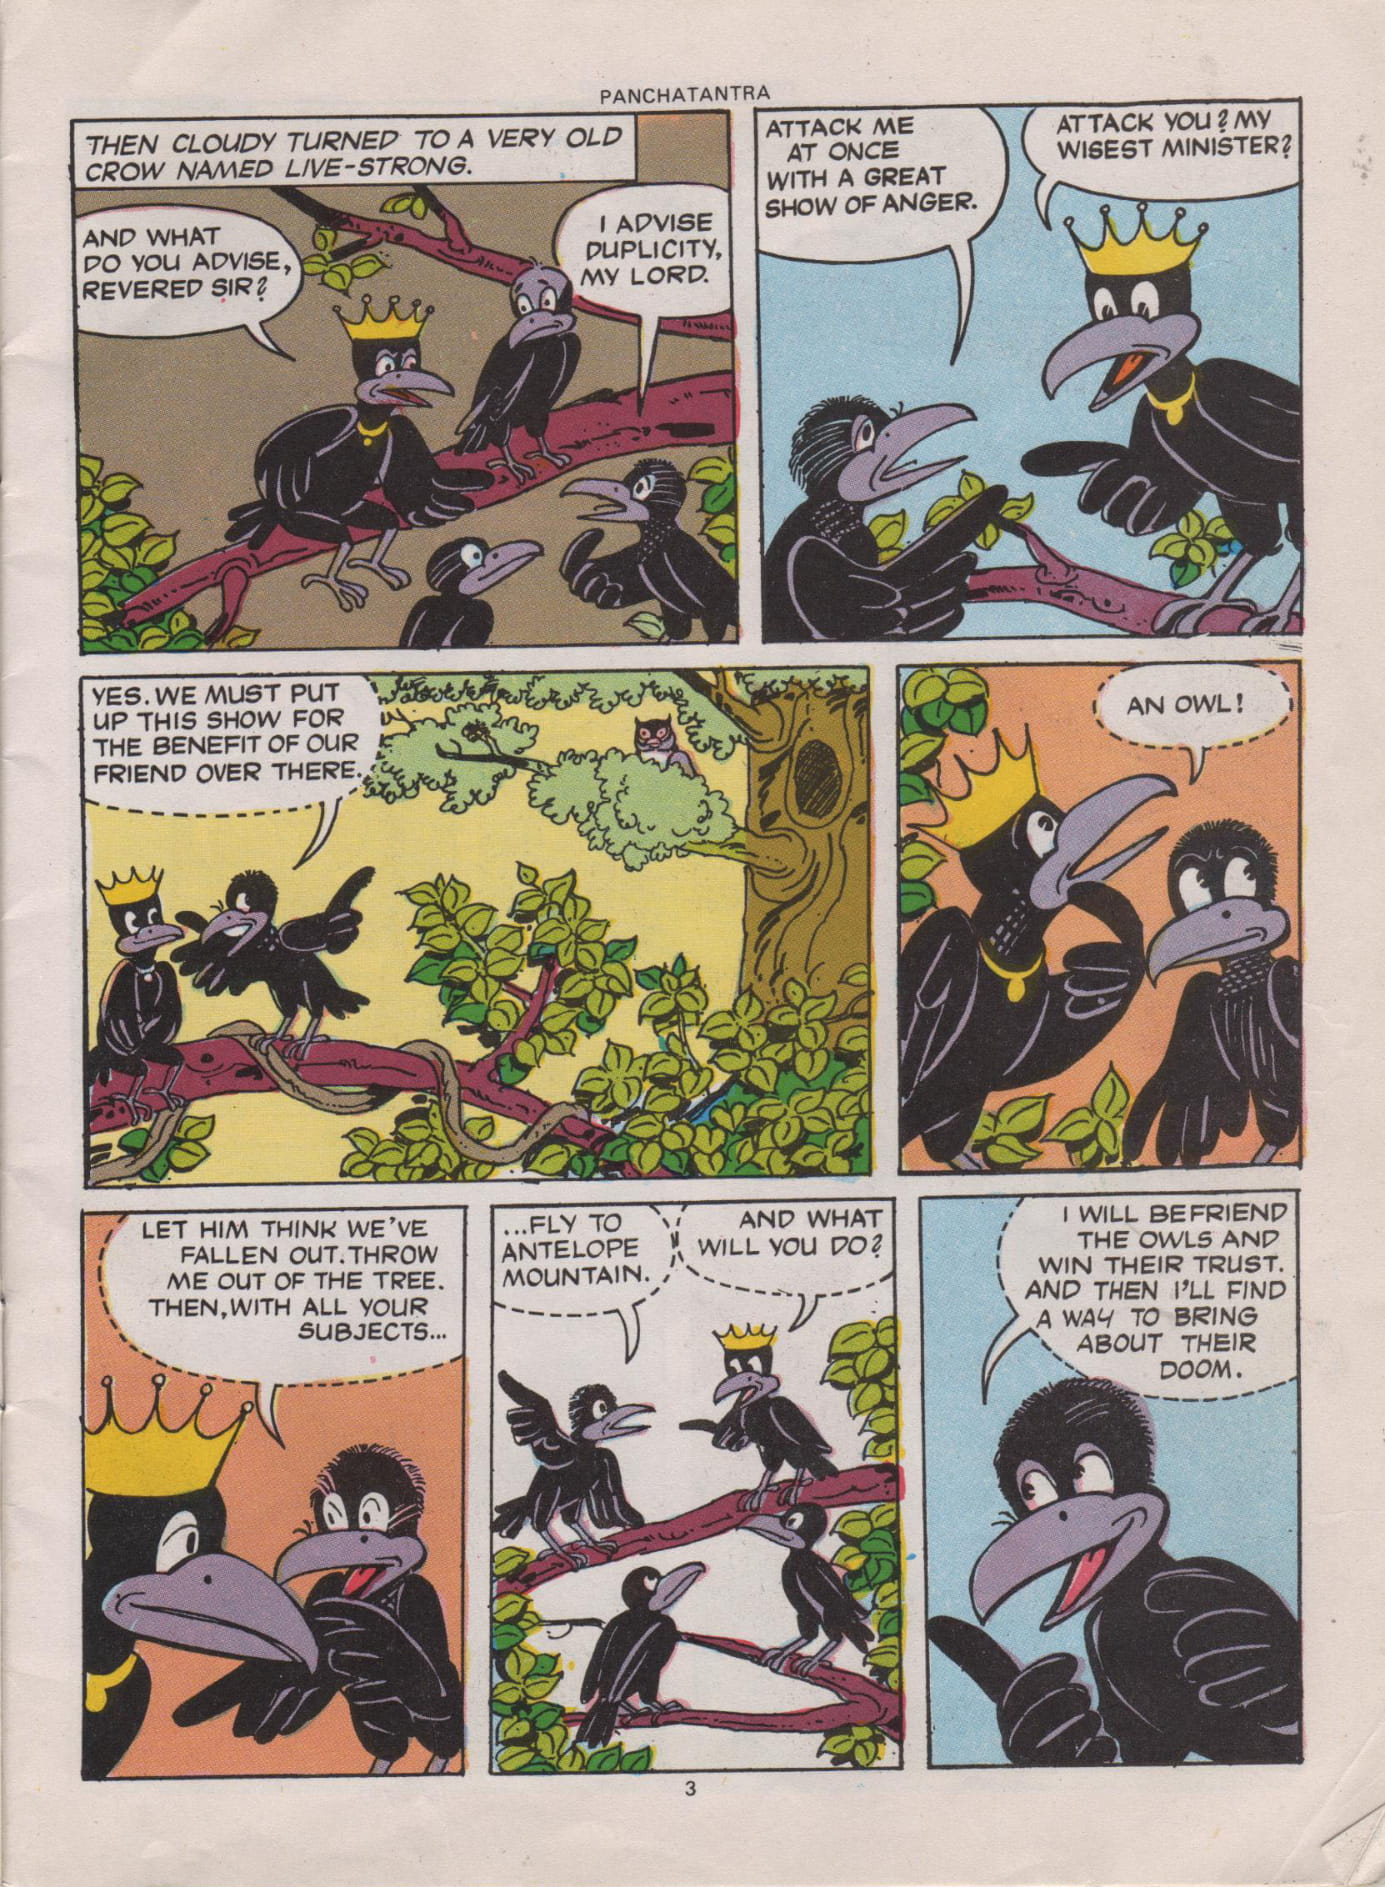 PANCHATANTRA
THEN CLOUDY TURNED TO A VERY OLD
CROW NAMED LIVE-STRONG.
AND WHAT
DO YOU ADVISE,
REVERED SIR?
I ADVISE
DUPLICITY,
MY LORD.
ATTACK ME
AT ONCE
WITH A GREAT
SHOW OF ANGER.
ATTACK YOU? MY
WISEST MINISTER?
YES. WE MUST PUT
UP THIS SHOW FOR
THE BENEFIT OF OUR
FRIEND OVER THERE.
AN OWL!
LET HIM THINK WE'VE
FALLEN OUT. THROW
ME OUT OF THE TREE.
THEN, WITH ALL YOUR
SUBJECTS...
...FLY TO
ANTELOPE
MOUNTAIN.
AND WHAT
WILL YOU DO?
I WILL BEFRIEND
THE OWLS AND
WIN THEIR TRUST.
AND THEN I'LL FIND
A WAY TO BRING
ABOUT THEIR
DOOM.
3